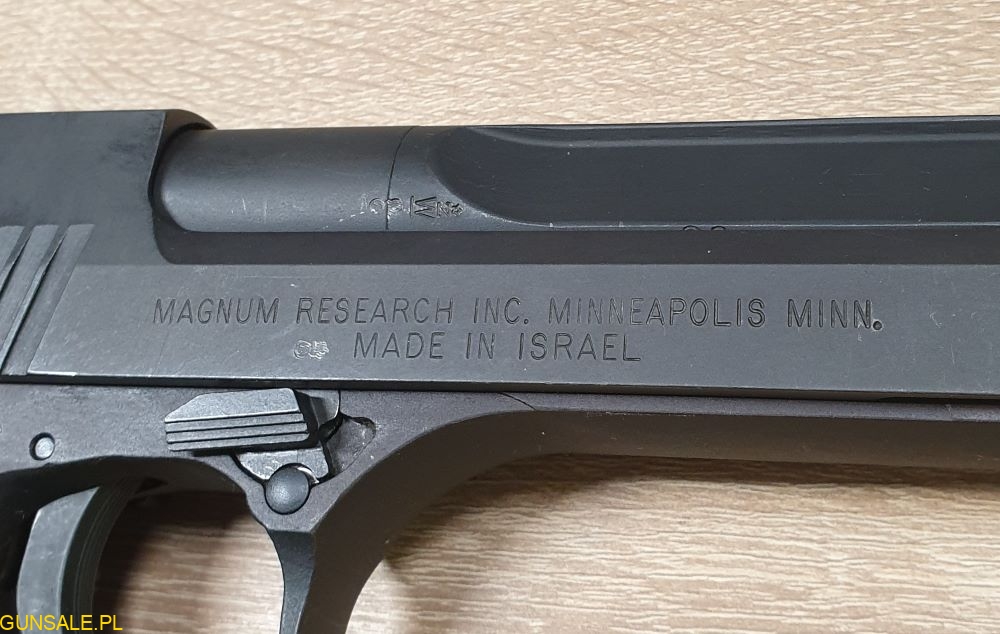 MAGNUM RESEARCH INC. MINNEAPOLIS MINN.
MADE IN ISRAEL
GUNSALE.PL